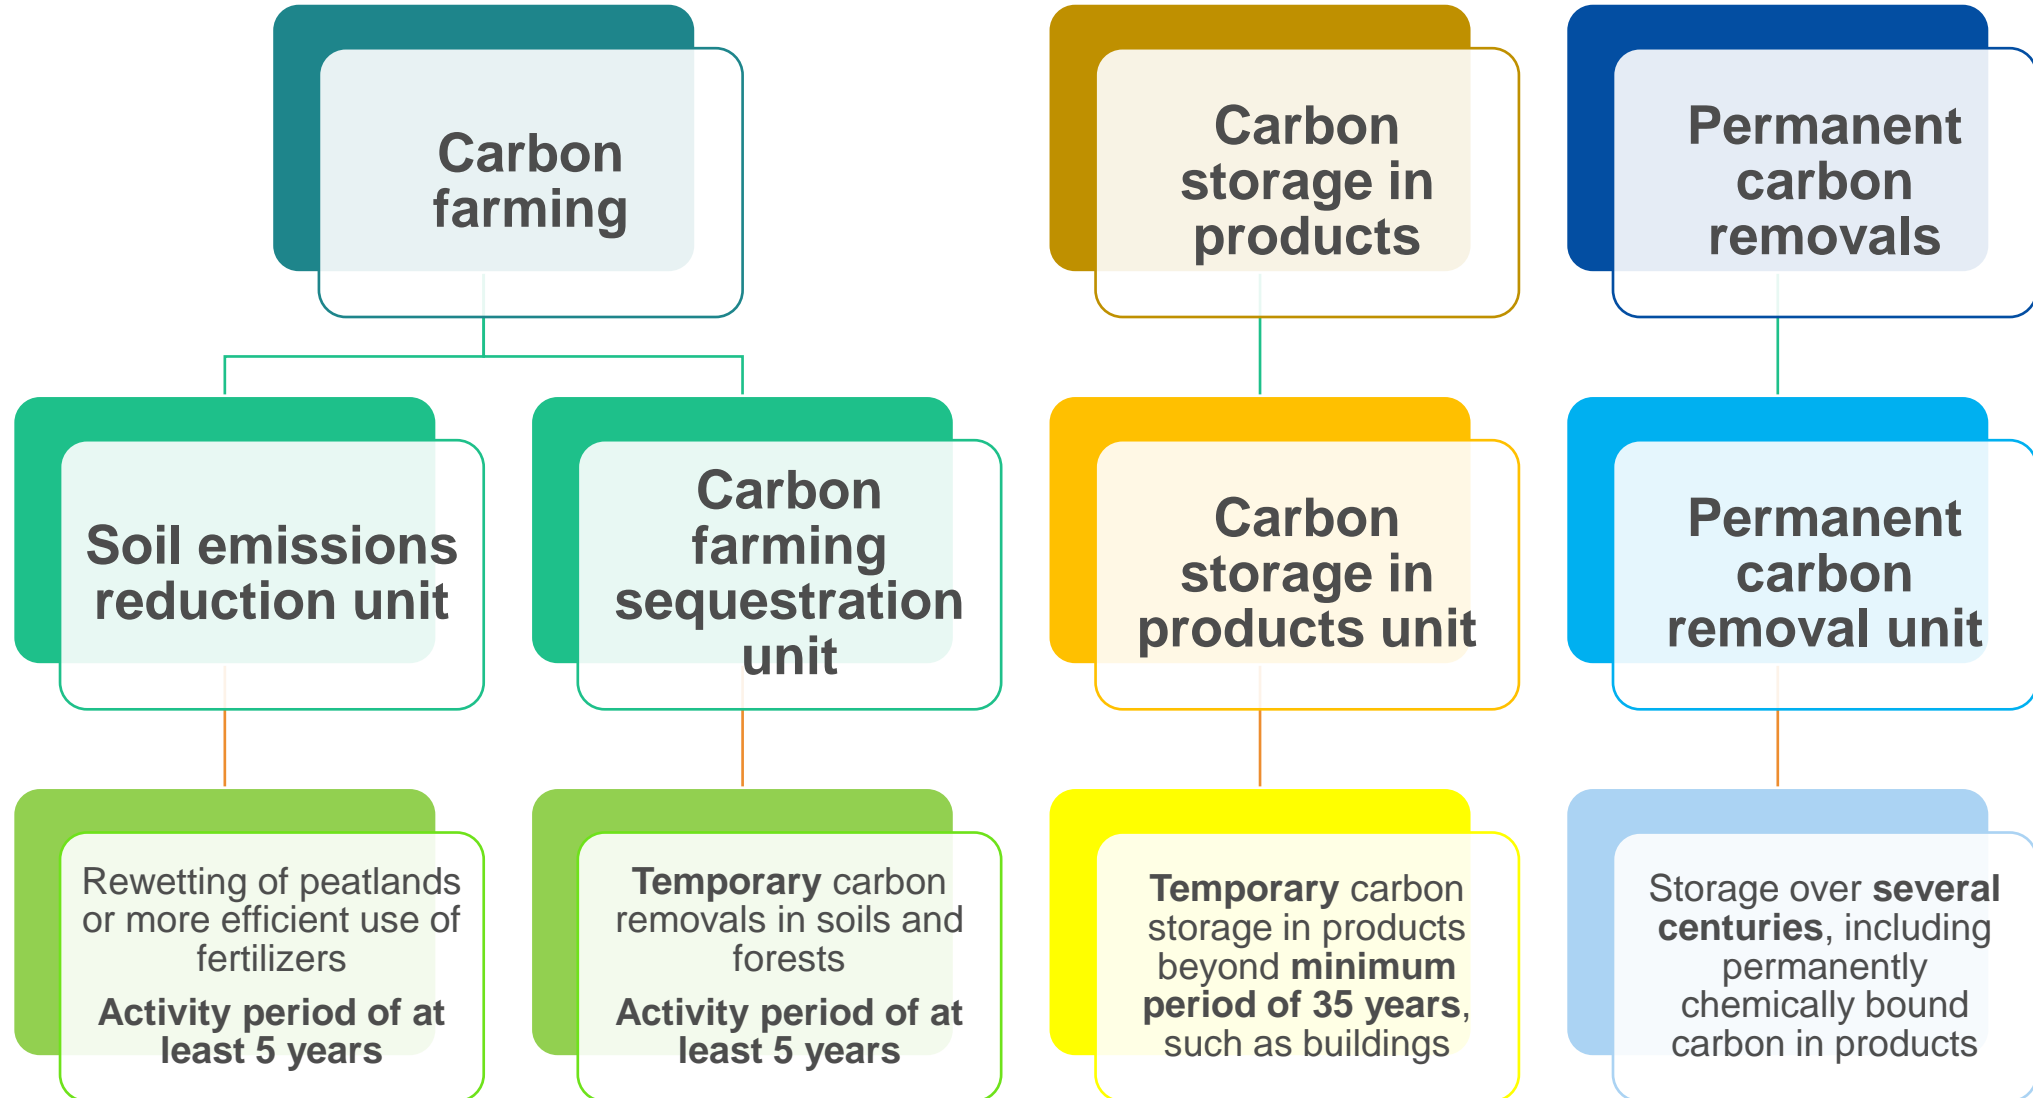 Carbon
farming
Carbon
storage in
products
Permanent
carbon
removals
Soil emissions
reduction unit
Carbon
farming
sequestration
unit
Carbon
storage in
products unit
Permanent
carbon
removal unit
Rewetting of peatlands
or more efficient use of
fertilizers
Activity period of at
least 5 years
Temporary carbon
removals in soils and
forests
Activity period of at
least 5 years
Temporary carbon
storage in products
beyond minimum
period of 35 years,
such as buildings
Storage over several
centuries, including
permanently
chemically bound
carbon in products